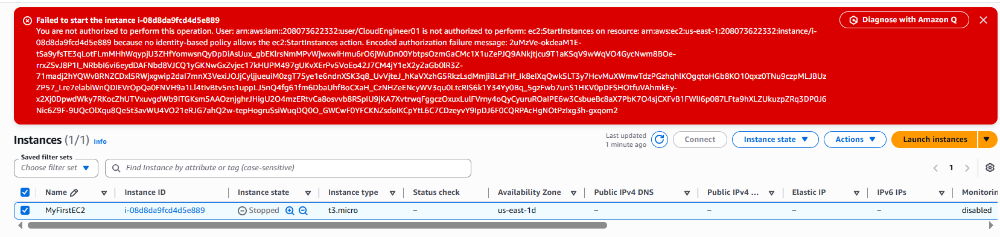 Failed to start the instance i-08d8da9fcd4d5e889
Diagnose with Amazon Q
You are not authorized to perform this operation. User: arn:aws:iam::208073622332:user/CloudEngineer01 is not authorized to perform: ec2:StartInstances on resource: arn:aws:ec2:us-east-1:208073622332:instance/i-
08d8da9fcd4d5e889 because no identity-based policy allows the ec2:StartInstances action. Encoded authorization failure message: 2uMzVe-okdeaM1E-
tSa9yfsTE3qLotFLmMHhWqypjU3ZHfYomwsnQyDpDiAsUux_gbEKlrsNmMPvWjwxwiHmu6rO6jWuDn00YbtpsOzmGaCMc1X1uZePJQ9ANkjtjcu9T1aKSqV9wWqVO4GycNwm8BOe-
rrxZSvJ8P1I_NRbbI6vi6eydDAFNbd8VJCQ1yGKNwGxZvjec17kHUPM497gUKvXErPv5VoEo42J7CM4jY1eX2yZaGb0lR3Z-
71madj2hYQWvBRNZCDxl5RWjxgwip2daI7mnX3VexiJOJjCyljjueuiM0zgT75ye1e6ndnXSK3q8_UvVjteJ_hKaVXzhG5RkzLsdMmjiBLzFHf_Ik8eIXqQwk5LT3y7HcvMuXWmwTdzPGzhqhlKOgqtoHGb8KO10qxz0TNu9czpMLJBUz
ZP57_Lre7elabiWnQDIEVrOpQa0FNVH9a1Ll4tIvBtv5ns1uppLJ5nQ4fg61fm6DbaUhfBoCXaH_CzNHZeENcyWV3qu0LtcRIS6k1Y34Yy0Bq_5gzFwb7unS1HKV0pDFSHOtfuVAhmkEy-
x2Xj0DpwdWky7RKocZhUTVxuvgdWb9ITGKsm5AAOznjghrJHigU2O4mzERtvCa8osvvb8RSpIU9jKA7XvtrwqFggczOxuxLulFVrny4oQyCyuruROaIPE6w3CsbueBc8aX7PbK7O4sjCXFvB1FWlI6p087LFta9hXLZUkuzpZRq3DP0J6
Nic6Z9F-9UQcOlXqu8Qe5t3avWU4VO21eRJG7ahQ2w-tepHogruSsiWuqDQ0O_GWCwF0YFCKNZsdoIKCpYtL6C7CDzeyvY9IpDJ6F0CQRPAcHgNOtPzIxg3h-gxqom2
Instances (1/1) Info
Last updated
1 minute ago
Connect
Instance state
Actions
Launch instances
Saved filter sets
Choose filter set
Find Instance by attribute or tag (case-sensitive)
1
Name Instance ID Instance state Instance type Status check Availability Zone Public IPv4 DNS Public IPv4 ... Elastic IP IPv6 IPs Monitorin
MyFirstEC2 i-08d8da9fcd4d5e889 Stopped t3.micro – us-east-1d – – – – disabled